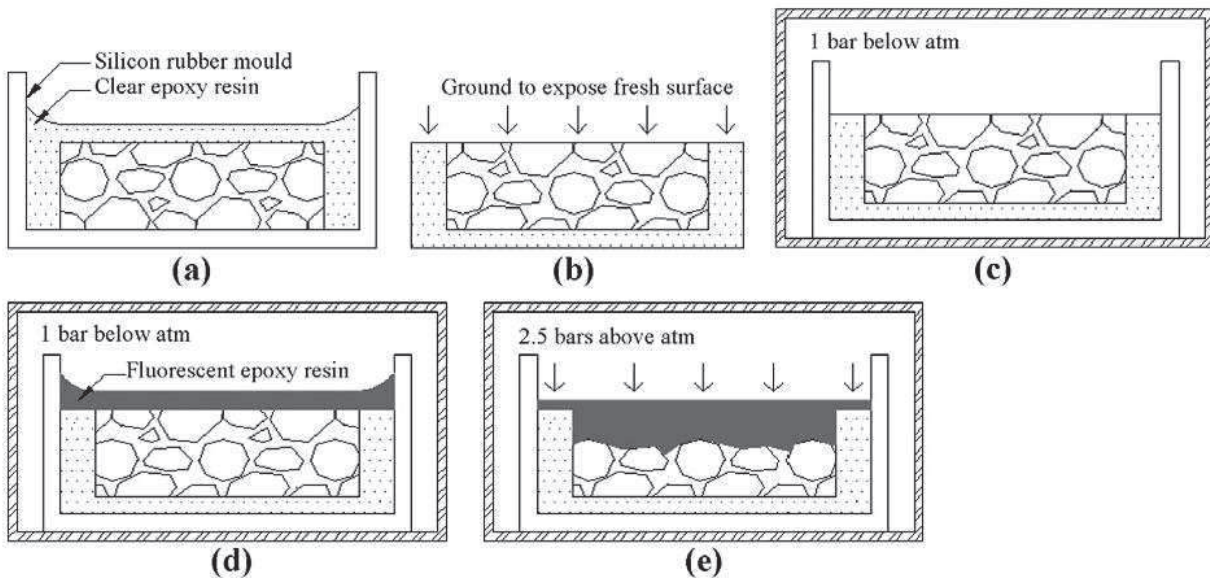 Silicon rubber mould
Clear epoxy resin
(a)
Ground to expose fresh surface
(b)
1 bar below atm
(c)
1 bar below atm
Fluorescent epoxy resin
(d)
2.5 bars above atm
(e)